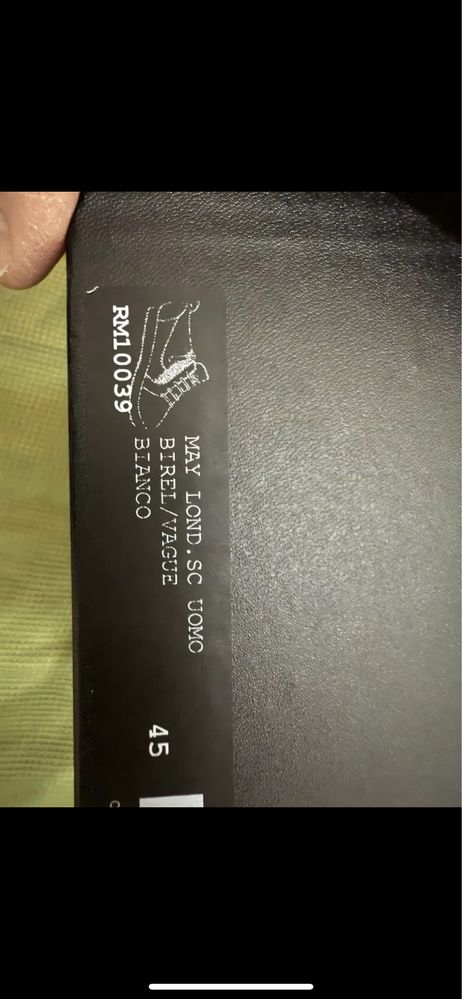 MAY LOND.SC UOMO
BIREL/VAGUE
BIANCO
RM10039
45